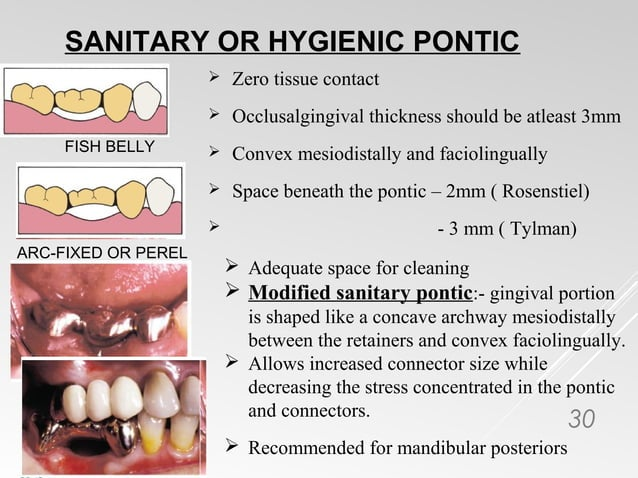 SANITARY OR HYGIENIC PONTIC
FISH BELLY
ARC-FIXED OR PEREL
➢ Zero tissue contact
➢ Occlusalgingival thickness should be atleast 3mm
➢ Convex mesiodistally and faciolingually
➢ Space beneath the pontic – 2mm ( Rosenstiel)
➢ - 3 mm ( Tylman)
➢ Adequate space for cleaning
➢ Modified sanitary pontic:- gingival portion
is shaped like a concave archway mesiodistally
between the retainers and convex faciolingually.
➢ Allows increased connector size while
decreasing the stress concentrated in the pontic
and connectors.
➢ Recommended for mandibular posteriors
30